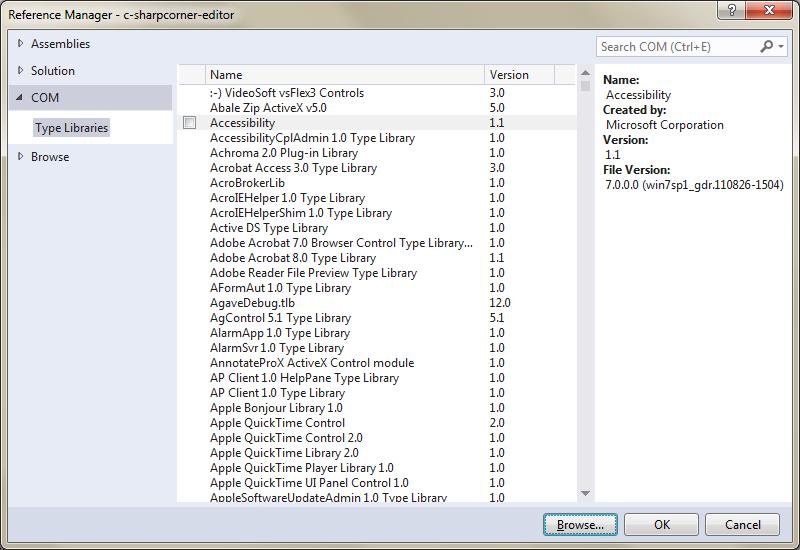 Reference Manager - c-sharpcorner-editor
Assemblies
Solution
COM
Type Libraries
Browse
Search COM (Ctrl+E)
Name Version
:-) VideoSoft vsFlex3 Controls 3.0
Abale Zip ActiveX v5.0 5.0
Accessibility 1.1
AccessibilityCplAdmin 1.0 Type Library 1.0
Achroma 2.0 Plug-in Library 1.0
Acrobat Access 3.0 Type Library 3.0
AcroBrokerLib 1.0
AcroIEHelper 1.0 Type Library 1.0
AcroIEHelperShim 1.0 Type Library 1.0
Active DS Type Library 1.0
Adobe Acrobat 7.0 Browser Control Type Library... 1.0
Adobe Acrobat 8.0 Type Library 1.1
Adobe Reader File Preview Type Library 1.0
AFormAut 1.0 Type Library 1.0
AgaveDebug.tlb 12.0
AgControl 5.1 Type Library 5.1
AlarmApp 1.0 Type Library 1.0
AlarmSvr 1.0 Type Library 1.0
AnnotateProX ActiveX Control module 1.0
AP Client 1.0 HelpPane Type Library 1.0
AP Client 1.0 Type Library 1.0
Apple Bonjour Library 1.0 1.0
Apple QuickTime Control 2.0
Apple QuickTime Control 2.0 1.0
Apple QuickTime Library 2.0 1.0
Apple QuickTime Player Library 1.0 1.0
Apple QuickTime UI Panel Control 1.0 1.0
AppleSoftwareUpdateAdmin 1.0 Type Library 1.0
Name:
Accessibility
Created by:
Microsoft Corporation
Version:
1.1
File Version:
7.0.0.0 (win7sp1_gdr.110826-1504)
Browse... OK Cancel